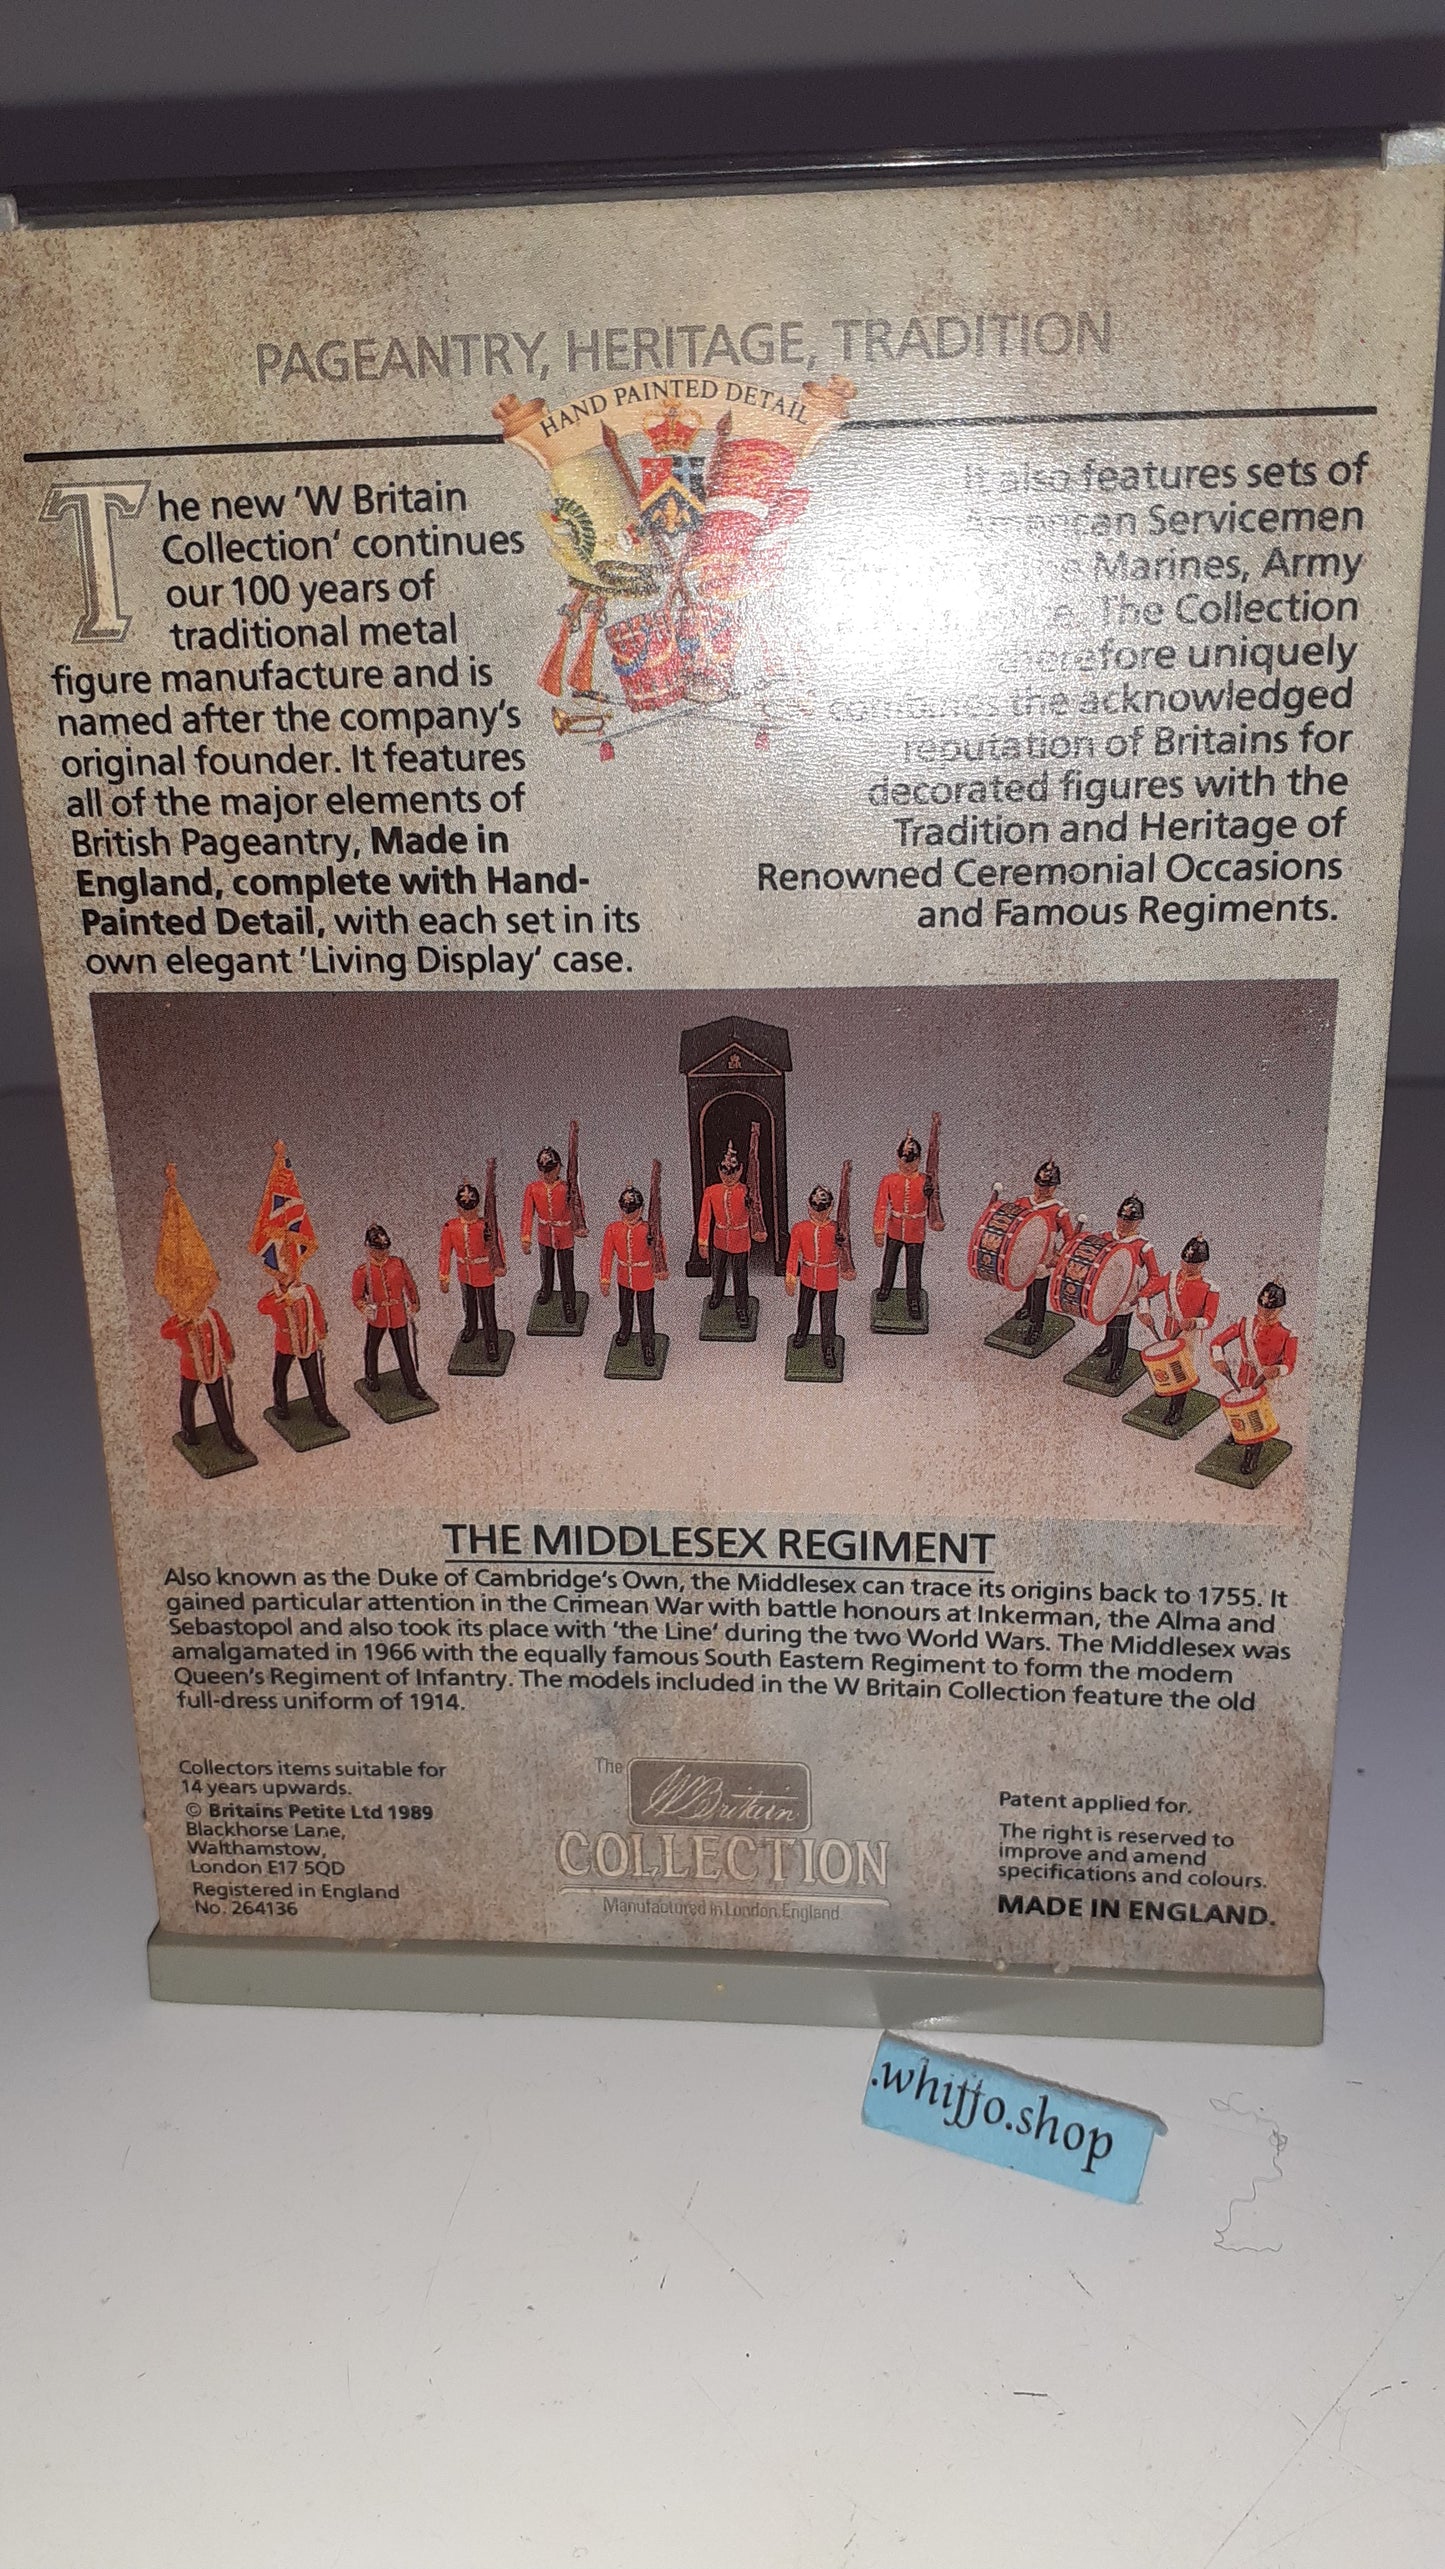 PAGEANTRY, HERITAGE, TRADITION
HAND PAINTED DETAIL
The new 'W Britain
Collection' continues
our 100 years of
traditional metal
figure manufacture and is
named after the company's
original founder. It features
all of the major elements of
British Pageantry, Made in
England, complete with Hand-
Painted Detail, with each set in its
own elegant 'Living Display' case.
It also features sets of
American Servicemen
Marines, Army
The Collection
therefore uniquely
combines the acknowledged
reputation of Britains for
decorated figures with the
Tradition and Heritage of
Renowned Ceremonial Occasions
and Famous Regiments.
THE MIDDLESEX REGIMENT
Also known as the Duke of Cambridge's Own, the Middlesex can trace its origins back to 1755. It
gained particular attention in the Crimean War with battle honours at Inkerman, the Alma and
Sebastopol and also took its place with 'the Line' during the two World Wars. The Middlesex was
amalgamated in 1966 with the equally famous South Eastern Regiment to form the modern
Queen's Regiment of Infantry. The models included in the W Britain Collection feature the old
full-dress uniform of 1914.
Collectors items suitable for
14 years upwards.
© Britains Petite Ltd 1989
Blackhorse Lane,
Walthamstow,
London E17 5QD
Registered in England
No. 264136
The
W Britain
COLLECTION
Manufactured in London, England
Patent applied for.
The right is reserved to
improve and amend
specifications and colours.
MADE IN ENGLAND.
.whiffo.shop